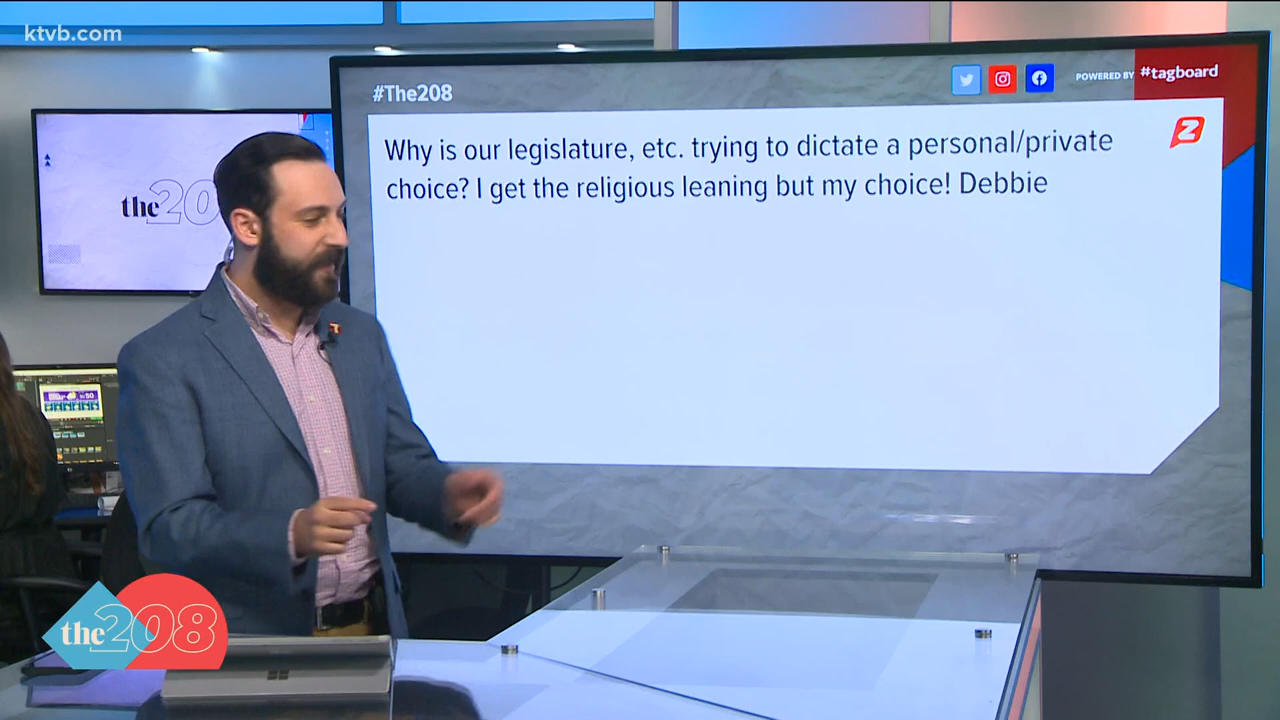 ktvb.com
#The208
POWERED BY #tagboard
Why is our legislature, etc. trying to dictate a personal/private
choice? I get the religious leaning but my choice! Debbie
the20
the208